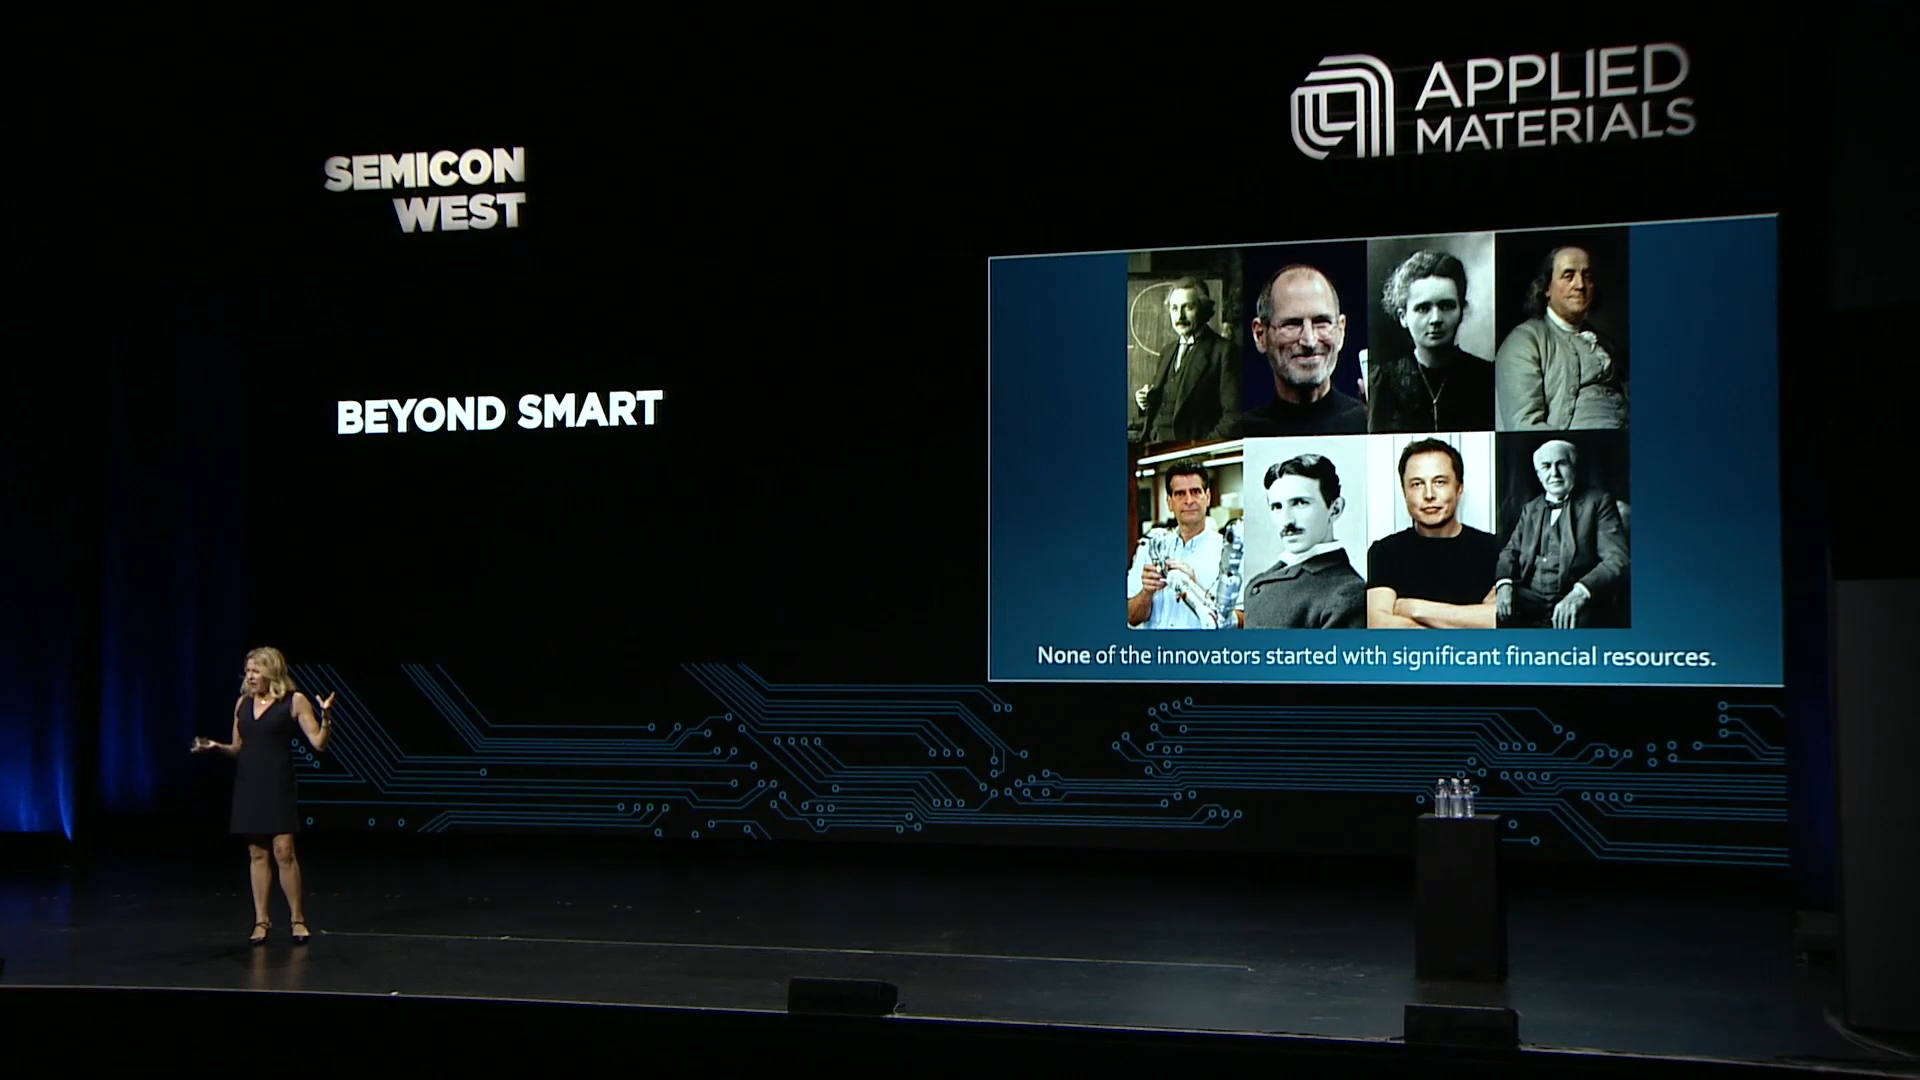 SEMICON
WEST
BEYOND SMART
APPLIED
MATERIALS
None of the innovators started with significant financial resources.